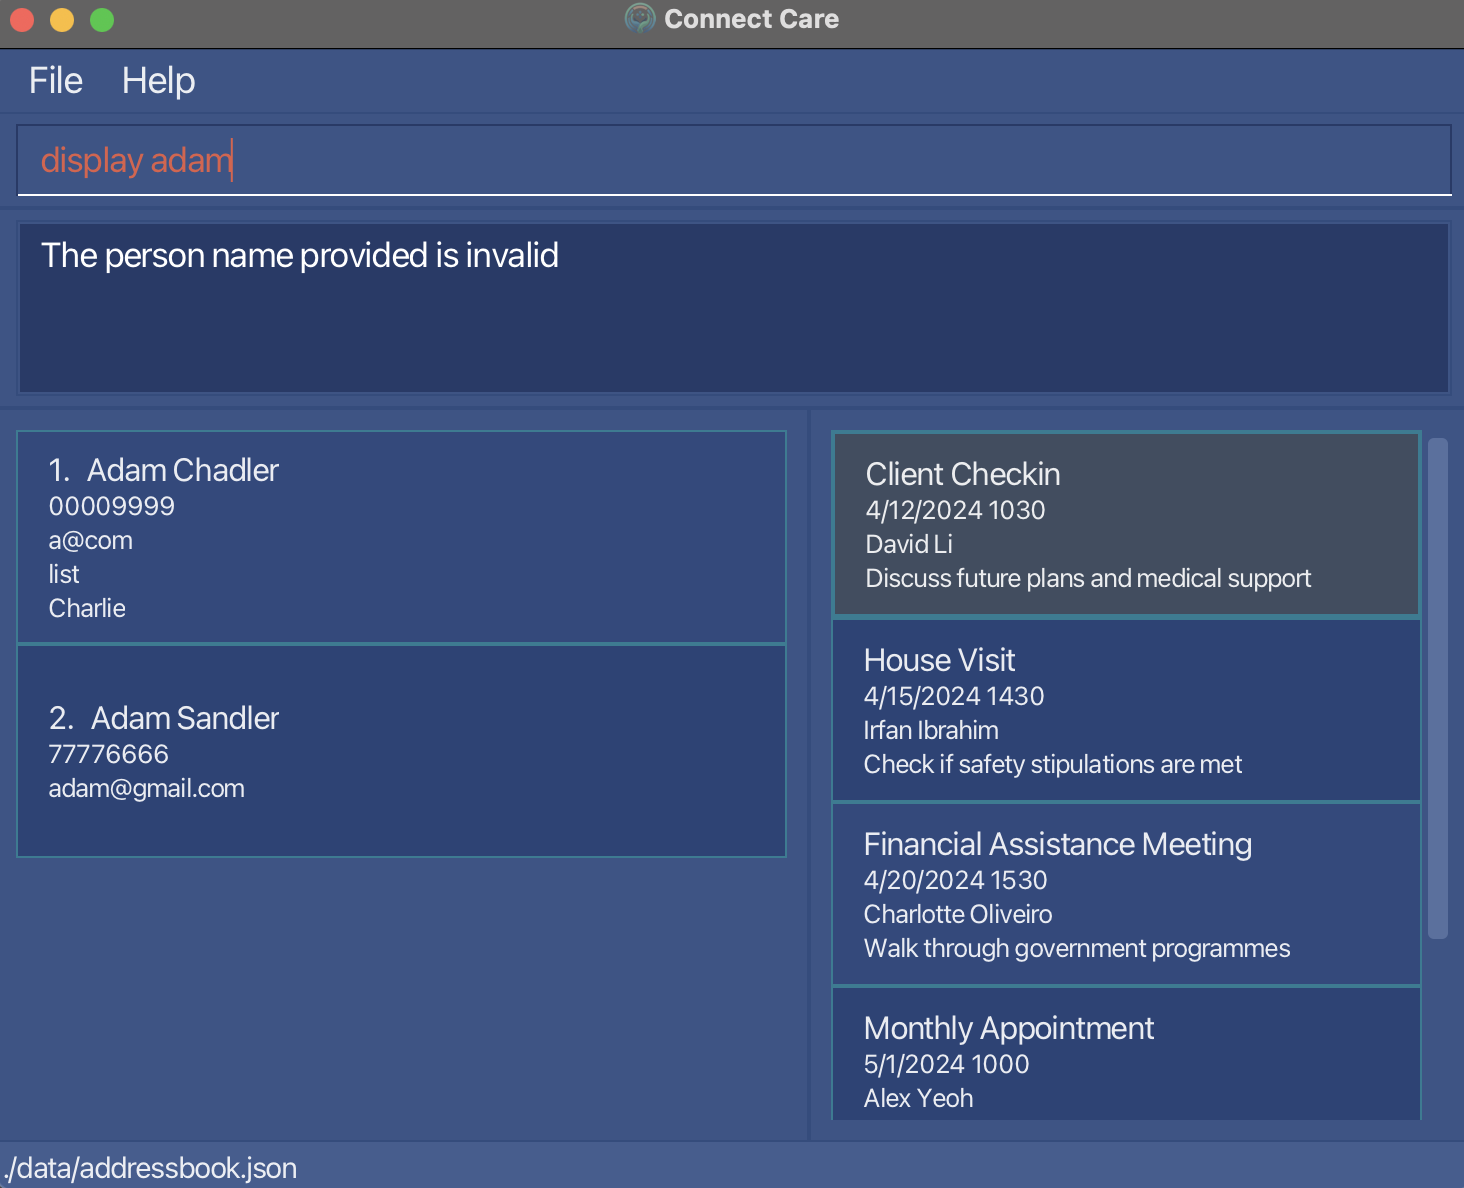 Connect Care
File Help
display adam
The person name provided is invalid
1. Adam Chadler
00009999
a@com
list
Charlie
2. Adam Sandler
77776666
adam@gmail.com
Client Checkin
4/12/2024 1030
David Li
Discuss future plans and medical support
House Visit
4/15/2024 1430
Irfan Ibrahim
Check if safety stipulations are met
Financial Assistance Meeting
4/20/2024 1530
Charlotte Oliveiro
Walk through government programmes
Monthly Appointment
5/1/2024 1000
Alex Yeoh
./data/addressbook.json